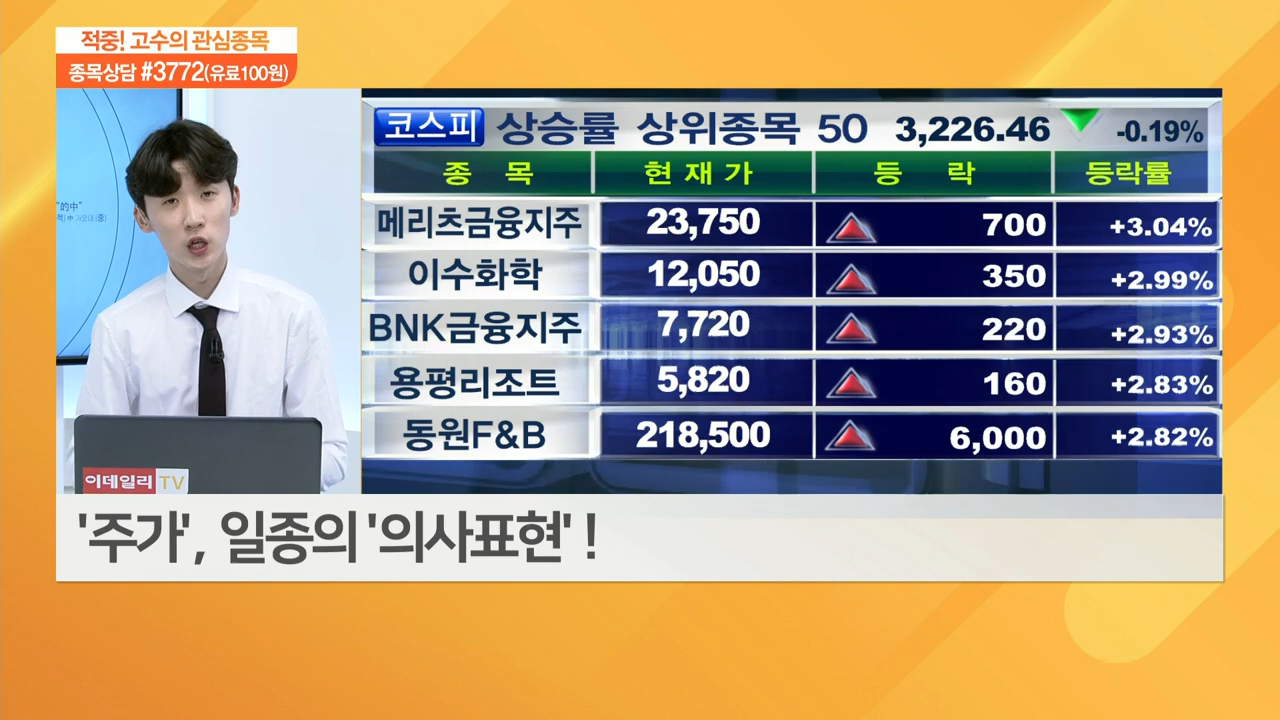 적중! 고수의 관심종목
종목상담 #3772(유료100원)
"的中"
코스피 상승률 상위종목 50 3,226.46 -0.19%
종 목 현 재 가 등 락 등락률
메리츠금융지주 23,750 700 +3.04%
이수화학 12,050 350 +2.99%
BNK금융지주 7,720 220 +2.93%
용평리조트 5,820 160 +2.83%
동원F&B 218,500 6,000 +2.82%
이데일리 TV
'주가', 일종의 '의사표현' !